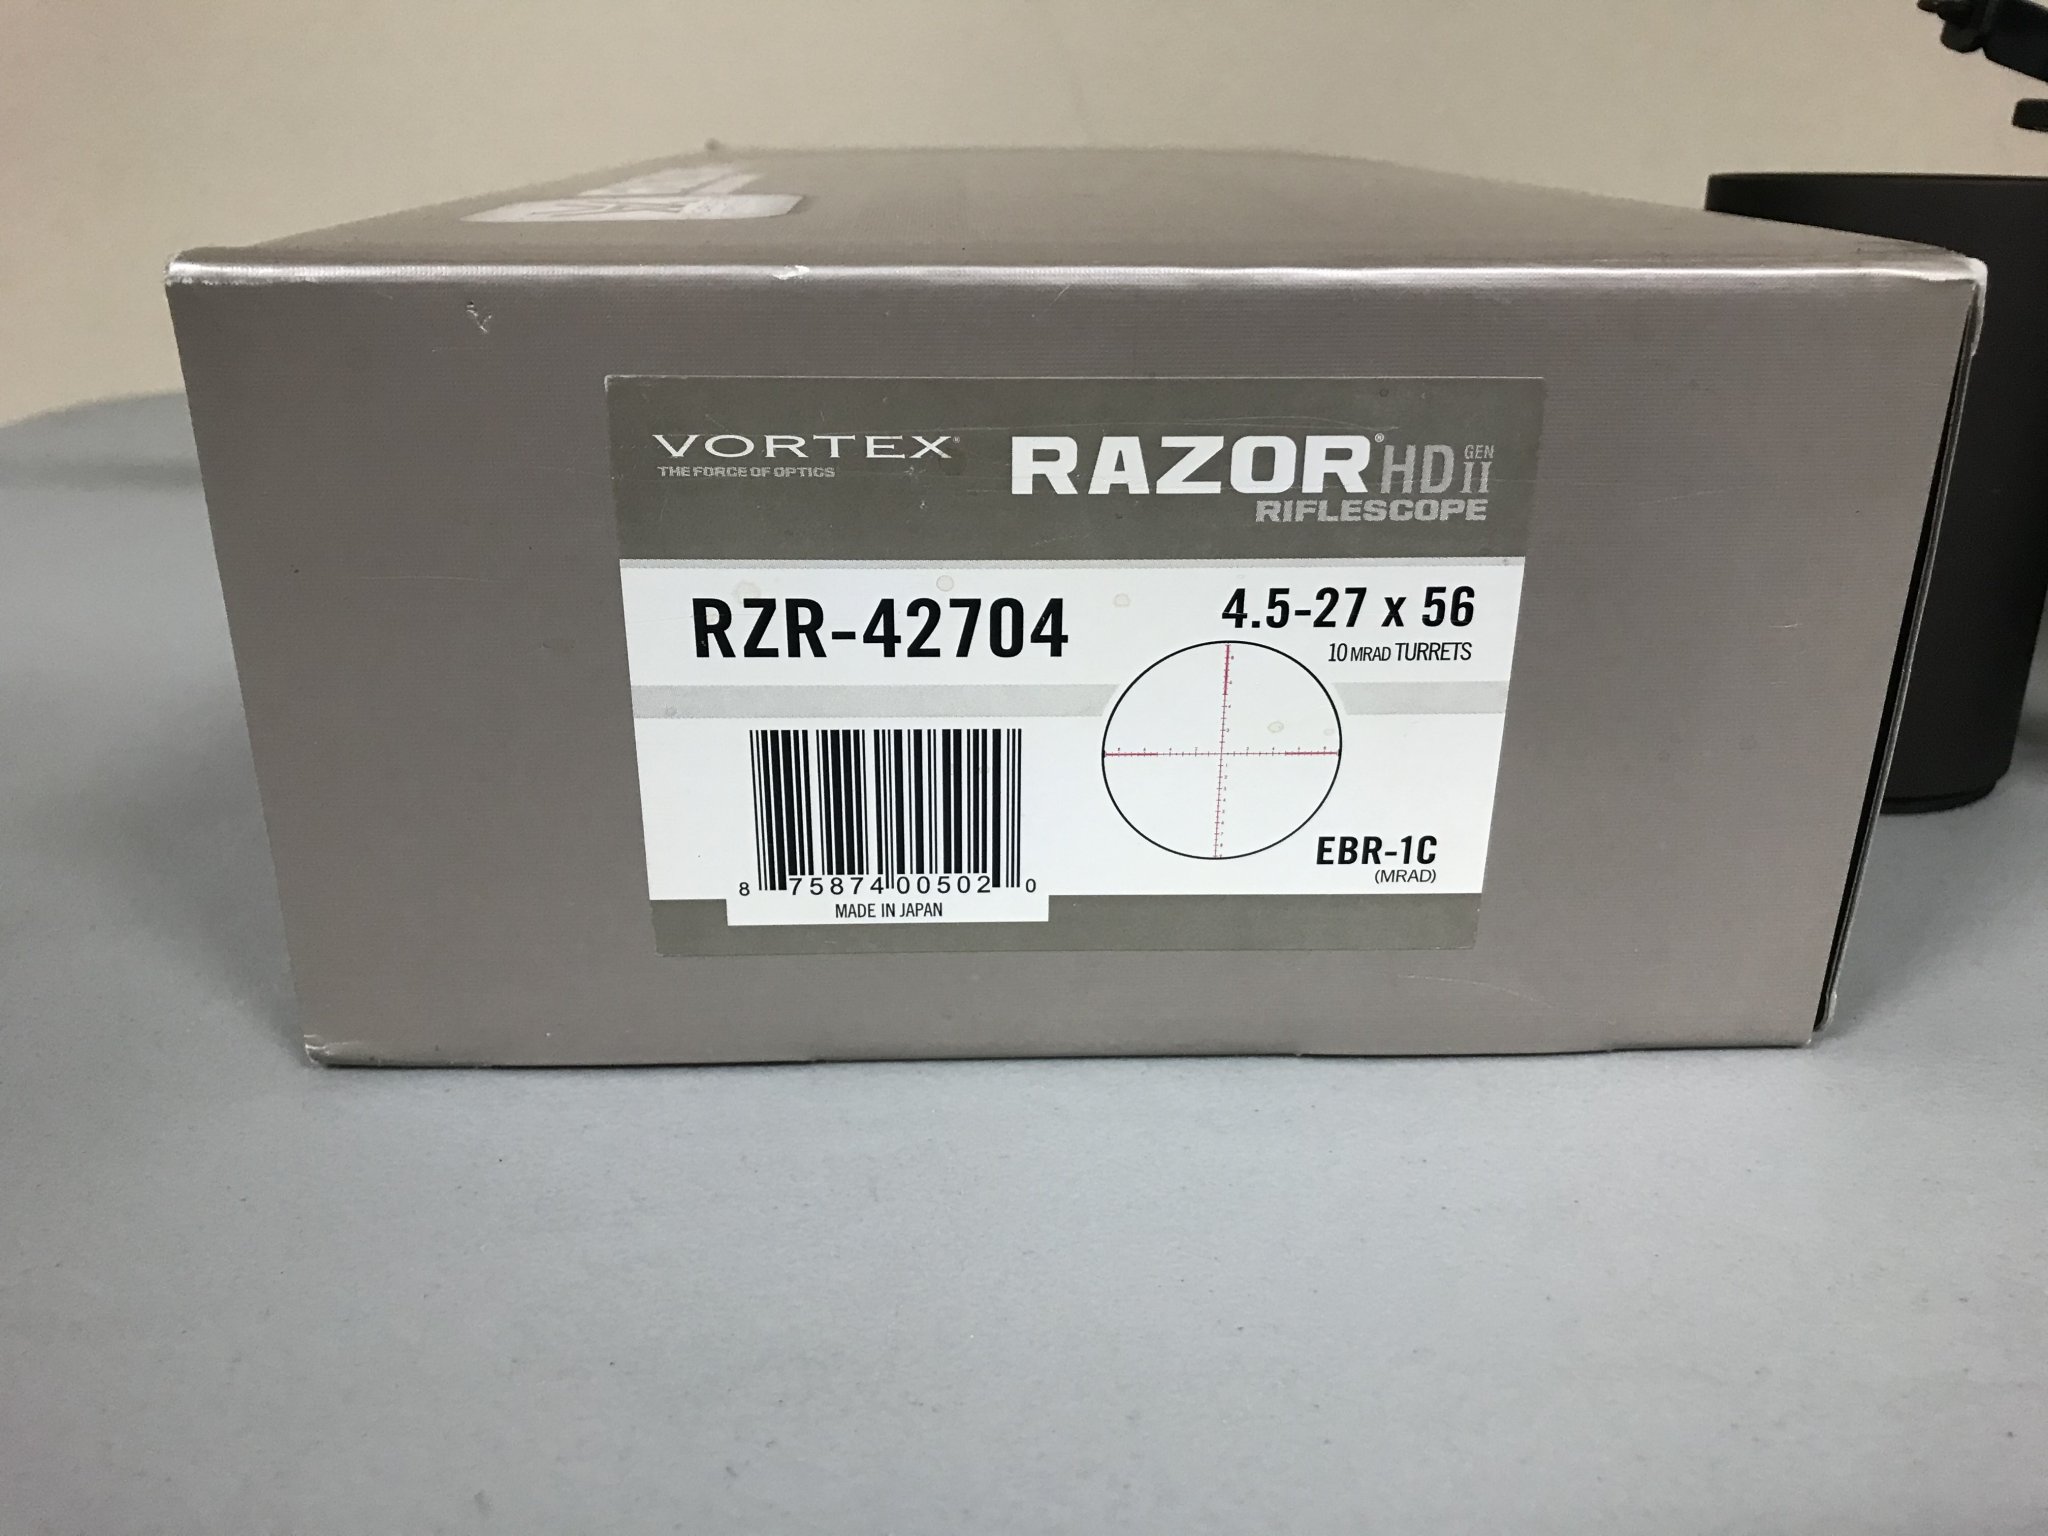 VORTEX®
THE FORCE OF OPTICS
RAZOR® HD GEN II
RIFLESCOPE
RZR-42704
4.5-27 x 56
10 MRAD TURRETS
EBR-1C
(MRAD)
8 75874 00502 0
MADE IN JAPAN